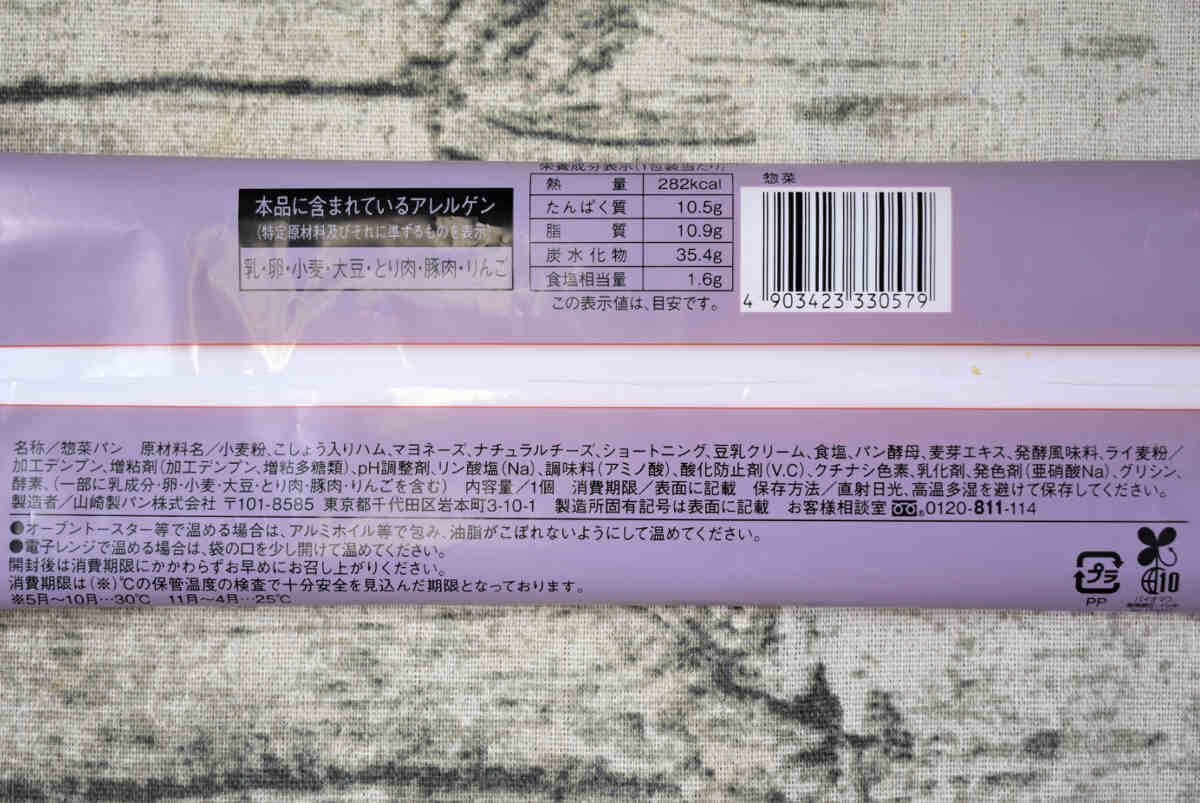 本品に含まれているアレルゲン
(特定原材料及びそれに準ずるものを表示)
乳・卵・小麦・大豆・とり肉・豚肉・りんご
栄養成分表示(1包装当たり)
熱量 282kcal
たんぱく質 10.5g
脂質 10.9g
炭水化物 35.4g
食塩相当量 1.6g
この表示値は、目安です。
惣菜
4 903423 330579
名称/惣菜パン 原材料名/小麦粉、こしょう入りハム、マヨネーズ、ナチュラルチーズ、ショートニング、豆乳クリーム、食塩、パン酵母、麦芽エキス、発酵風味料、ライ麦粉/
加工デンプン、増粘剤(加工デンプン、増粘多糖類)、pH調整剤、リン酸塩(Na)、調味料(アミノ酸)、酸化防止剤(V.C)、クチナシ色素、乳化剤、発色剤(亜硝酸Na)、グリシン、
酵素、(一部に乳成分・卵・小麦・大豆・とり肉・豚肉・りんごを含む) 内容量/1個 消費期限/表面に記載 保存方法/直射日光、高温多湿を避けて保存してください。
製造者/山崎製パン株式会社 〒101-8585 東京都千代田区岩本町3-10-1 製造所固有記号は表面に記載 お客様相談室 0120-811-114
●オーブントースター等で温める場合は、アルミホイル等で包み、油脂がこぼれないようにして温めてください。
●電子レンジで温める場合は、袋の口を少し開けて温めてください。
開封後は消費期限にかかわらずお早めにお召し上がりください。
消費期限は(※)℃の保管温度の検査で十分安全を見込んだ期限となっております。
※5月〜10月…30℃ 11月〜4月…25℃
プラ
PP
10
バイオマス